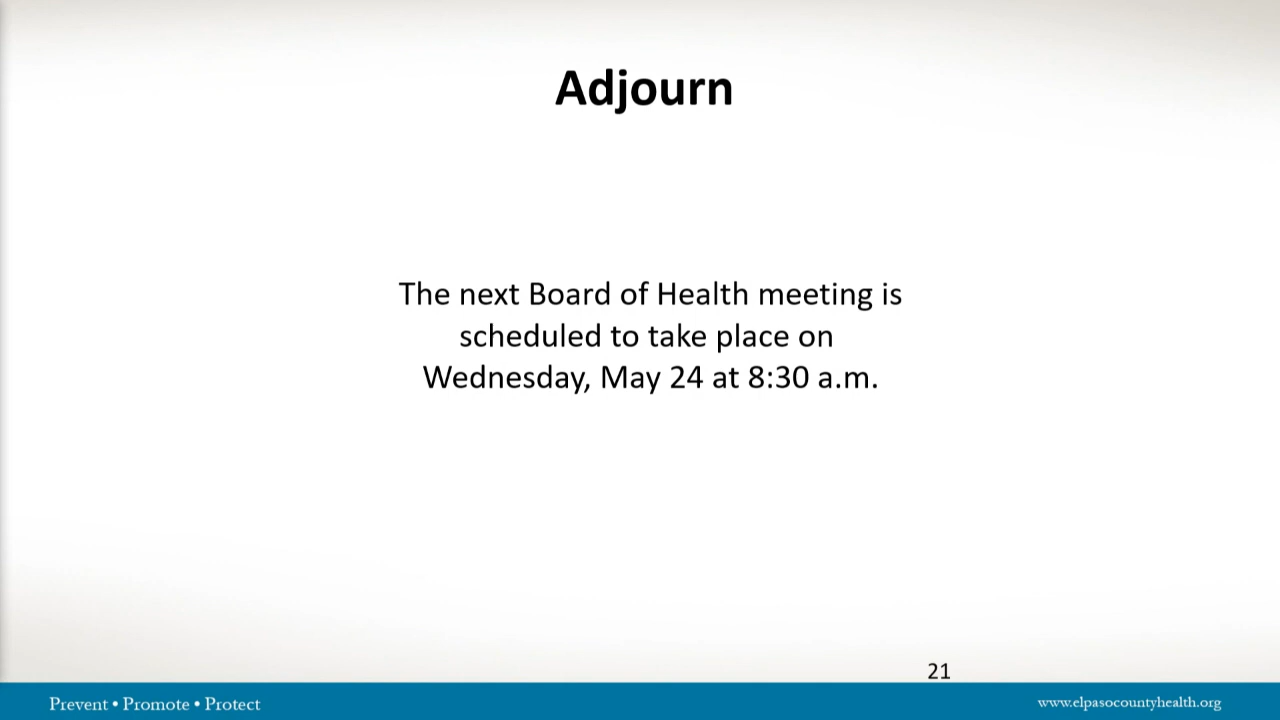 Adjourn
The next Board of Health meeting is
scheduled to take place on
Wednesday, May 24 at 8:30 a.m.
21
Prevent • Promote • Protect
www.elpasocountyhealth.org